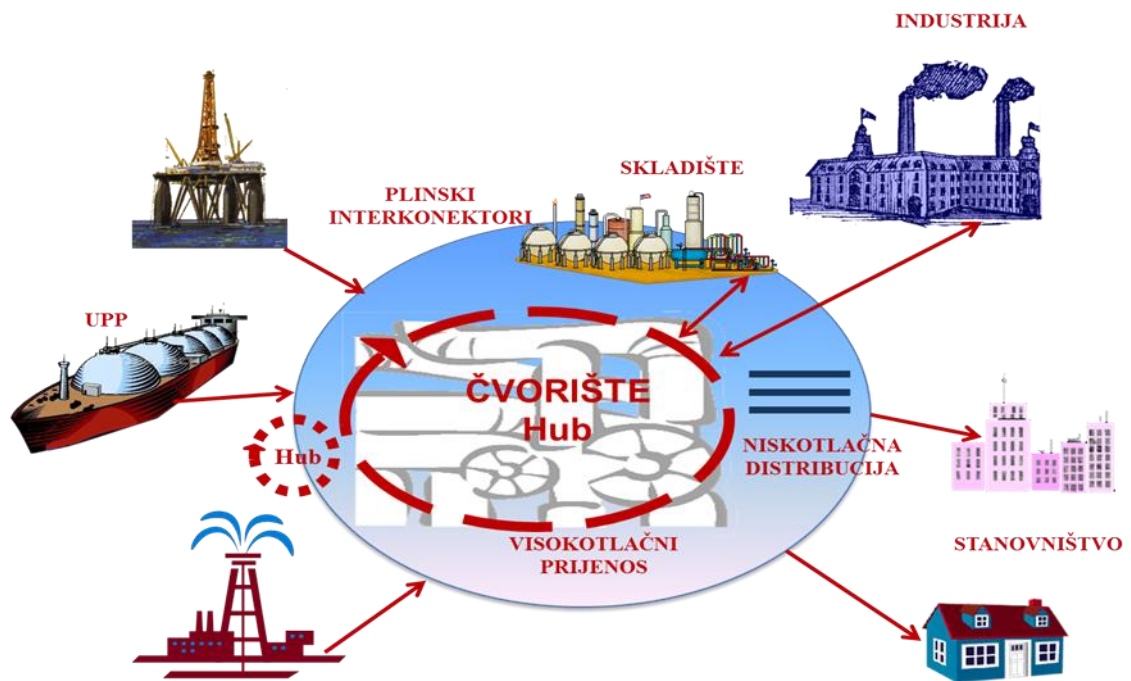 INDUSTRIJA
SKLADIŠTE
PLINSKI
INTERKONEKTORI
UPP
ČVORIŠTE
Hub
Hub
NISKOTLAČNA
DISTRIBUCIJA
VISOKOTLAČNI
PRIJENOS
STANOVNIŠTVO